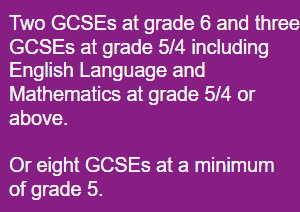 Two GCSEs at grade 6 and three
GCSEs at grade 5/4 including
English Language and
Mathematics at grade 5/4 or
above.
Or eight GCSEs at a minimum
of grade 5.